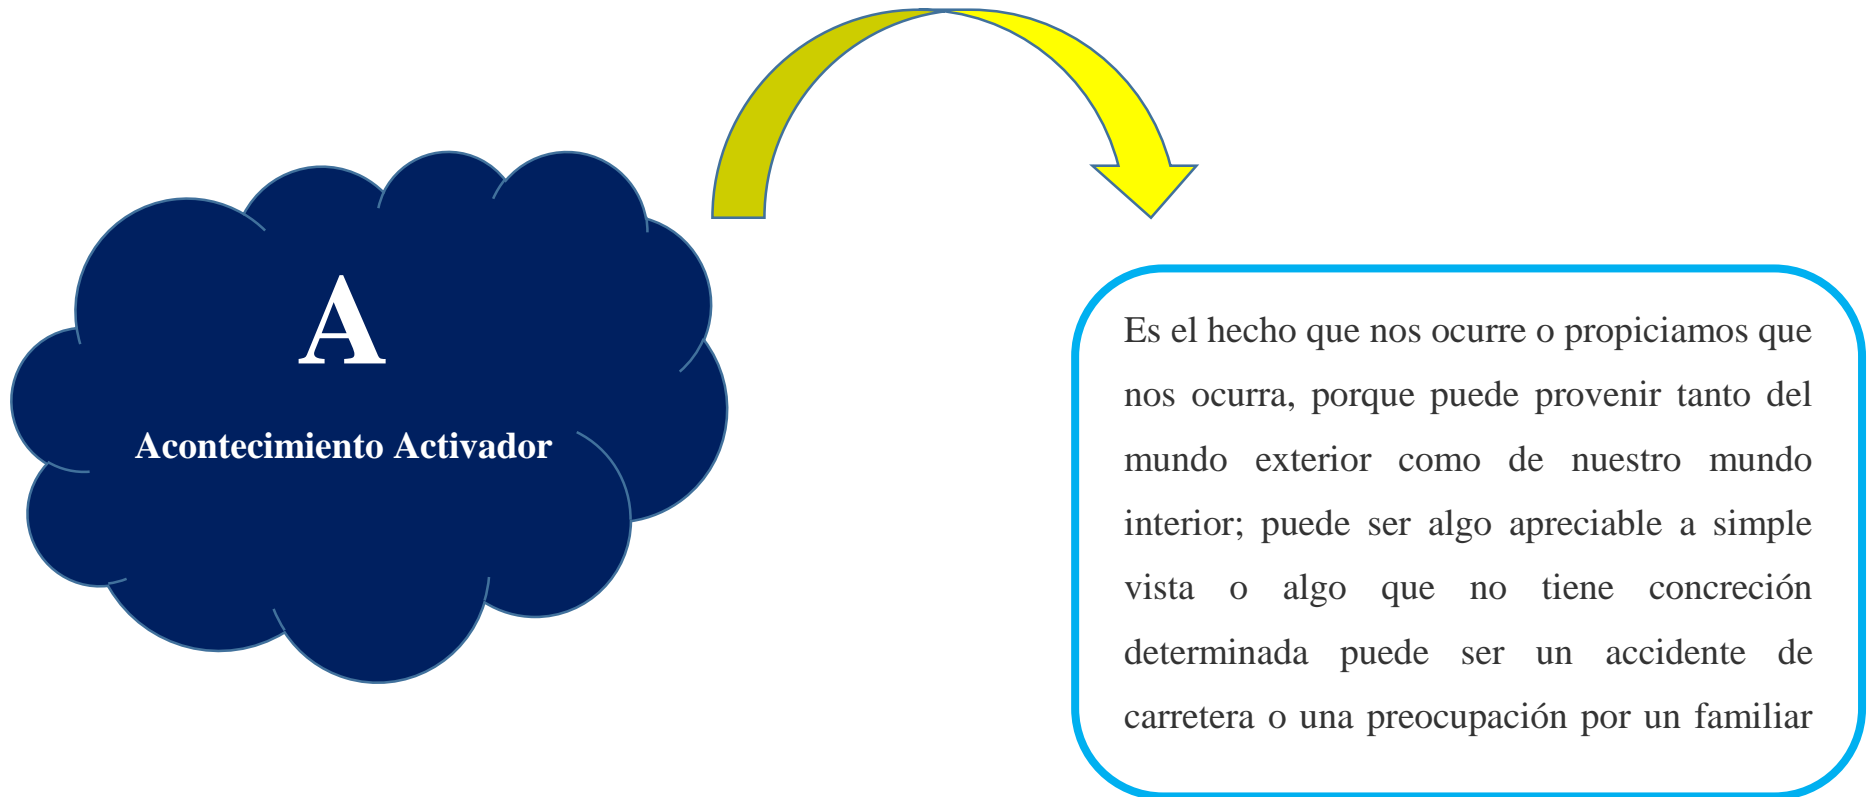 A
Acontecimiento Activador
Es el hecho que nos ocurre o propiciamos que
nos ocurra, porque puede provenir tanto del
mundo exterior como de nuestro mundo
interior; puede ser algo apreciable a simple
vista o algo que no tiene concreción
determinada puede ser un accidente de
carretera o una preocupación por un familiar